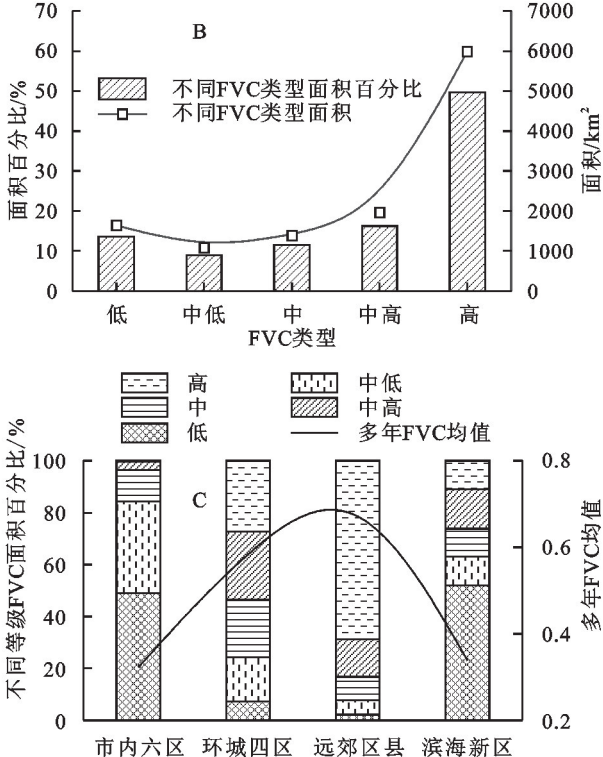 70
60
50
40
30
20
10
0
面积百分比/%
B
不同FVC类型面积百分比
不同FVC类型面积
7000
6000
5000
4000
3000
2000
1000
0
面积/km²
低 中低 中 中高 高
FVC类型
高 中低
中 中高
低 多年FVC均值
100
80
60
40
20
0
不同等级FVC面积百分比/%
C
0.8
0.6
0.4
0.2
多年FVC均值
市内六区 环城四区 远郊区县 滨海新区